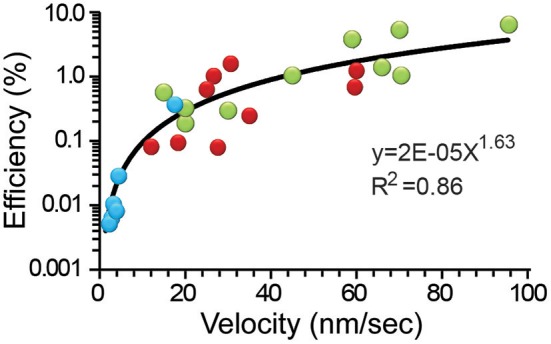 10.0
1.0
0.1
0.01
0.001
Efficiency (%)
y=2E-05X^1.63
R^2 =0.86
0 20 40 60 80 100
Velocity (nm/sec)